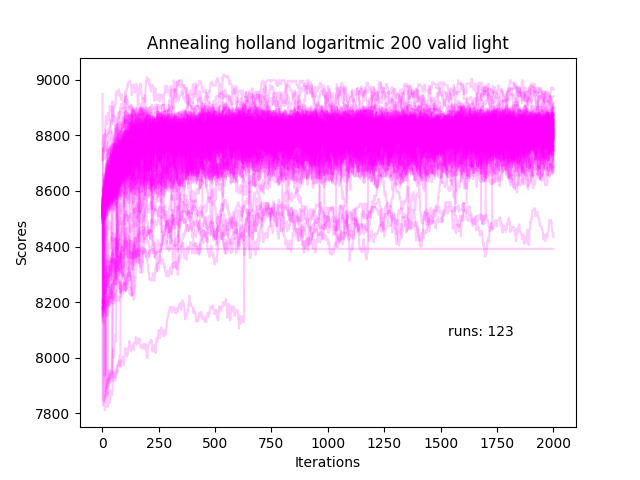 Annealing holland logaritmic 200 valid light
9000
8800
8600
8400
8200
8000
7800
Scores
runs: 123
0 250 500 750 1000 1250 1500 1750 2000
Iterations